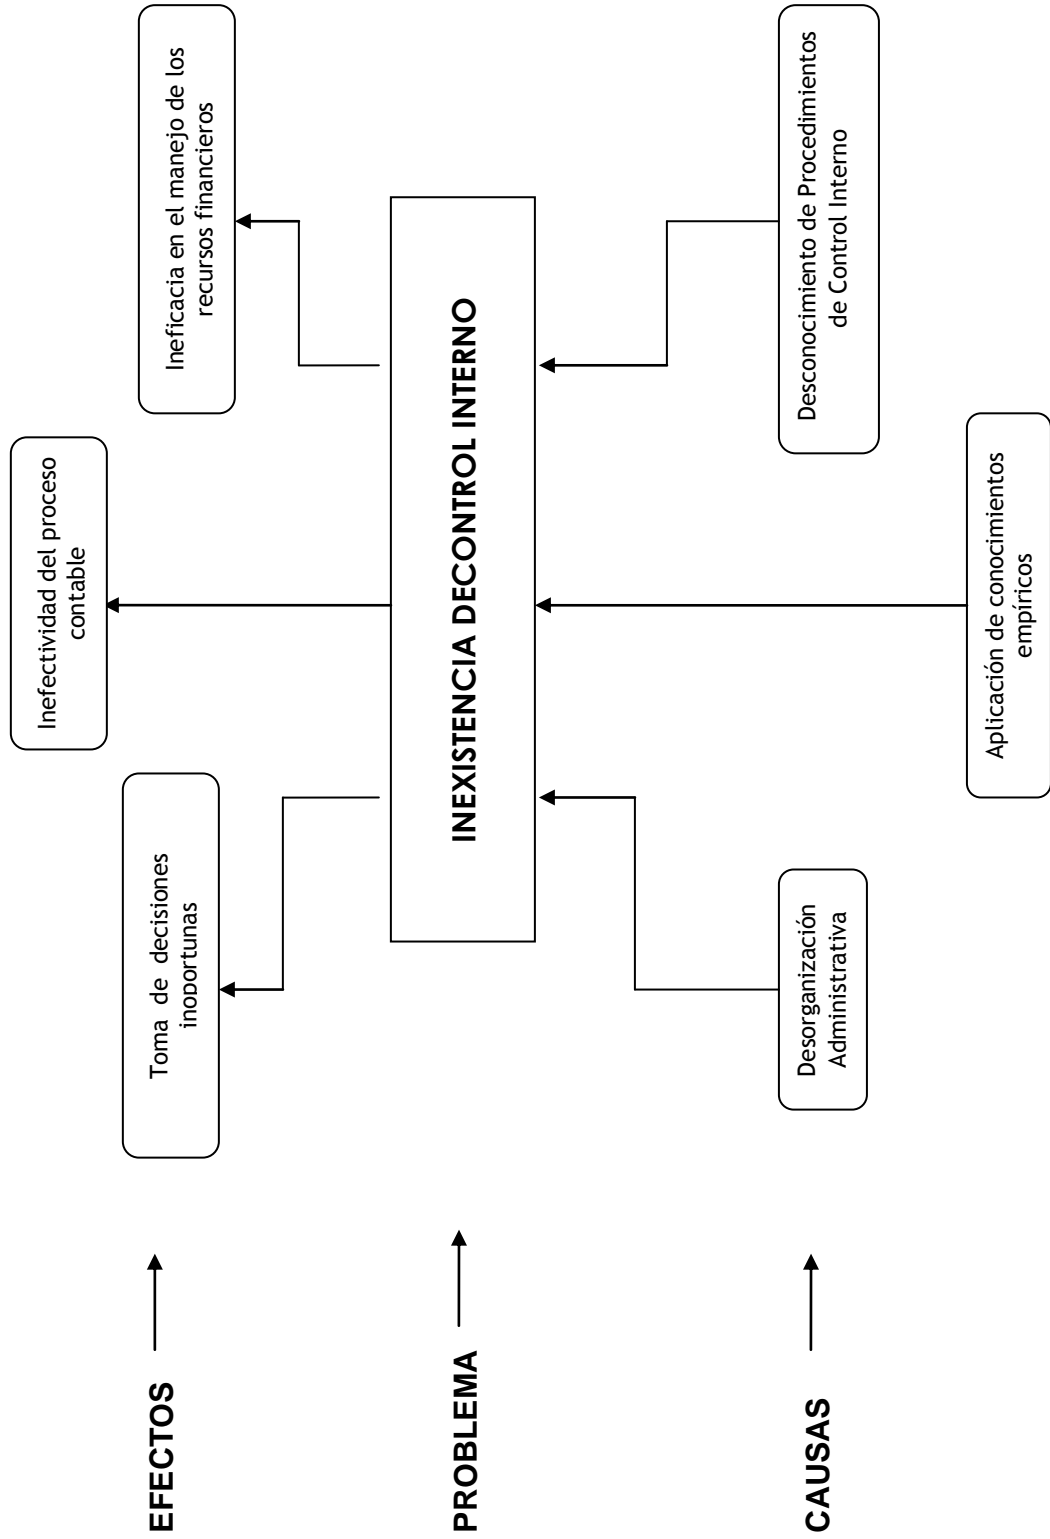 EFECTOS
Toma de decisiones
inoportunas
Inefectividad del proceso
contable
Ineficacia en el manejo de los
recursos financieros
PROBLEMA
INEXISTENCIA DECONTROL INTERNO
CAUSAS
Desorganización
Administrativa
Aplicación de conocimientos
empíricos
Desconocimiento de Procedimientos
de Control Interno